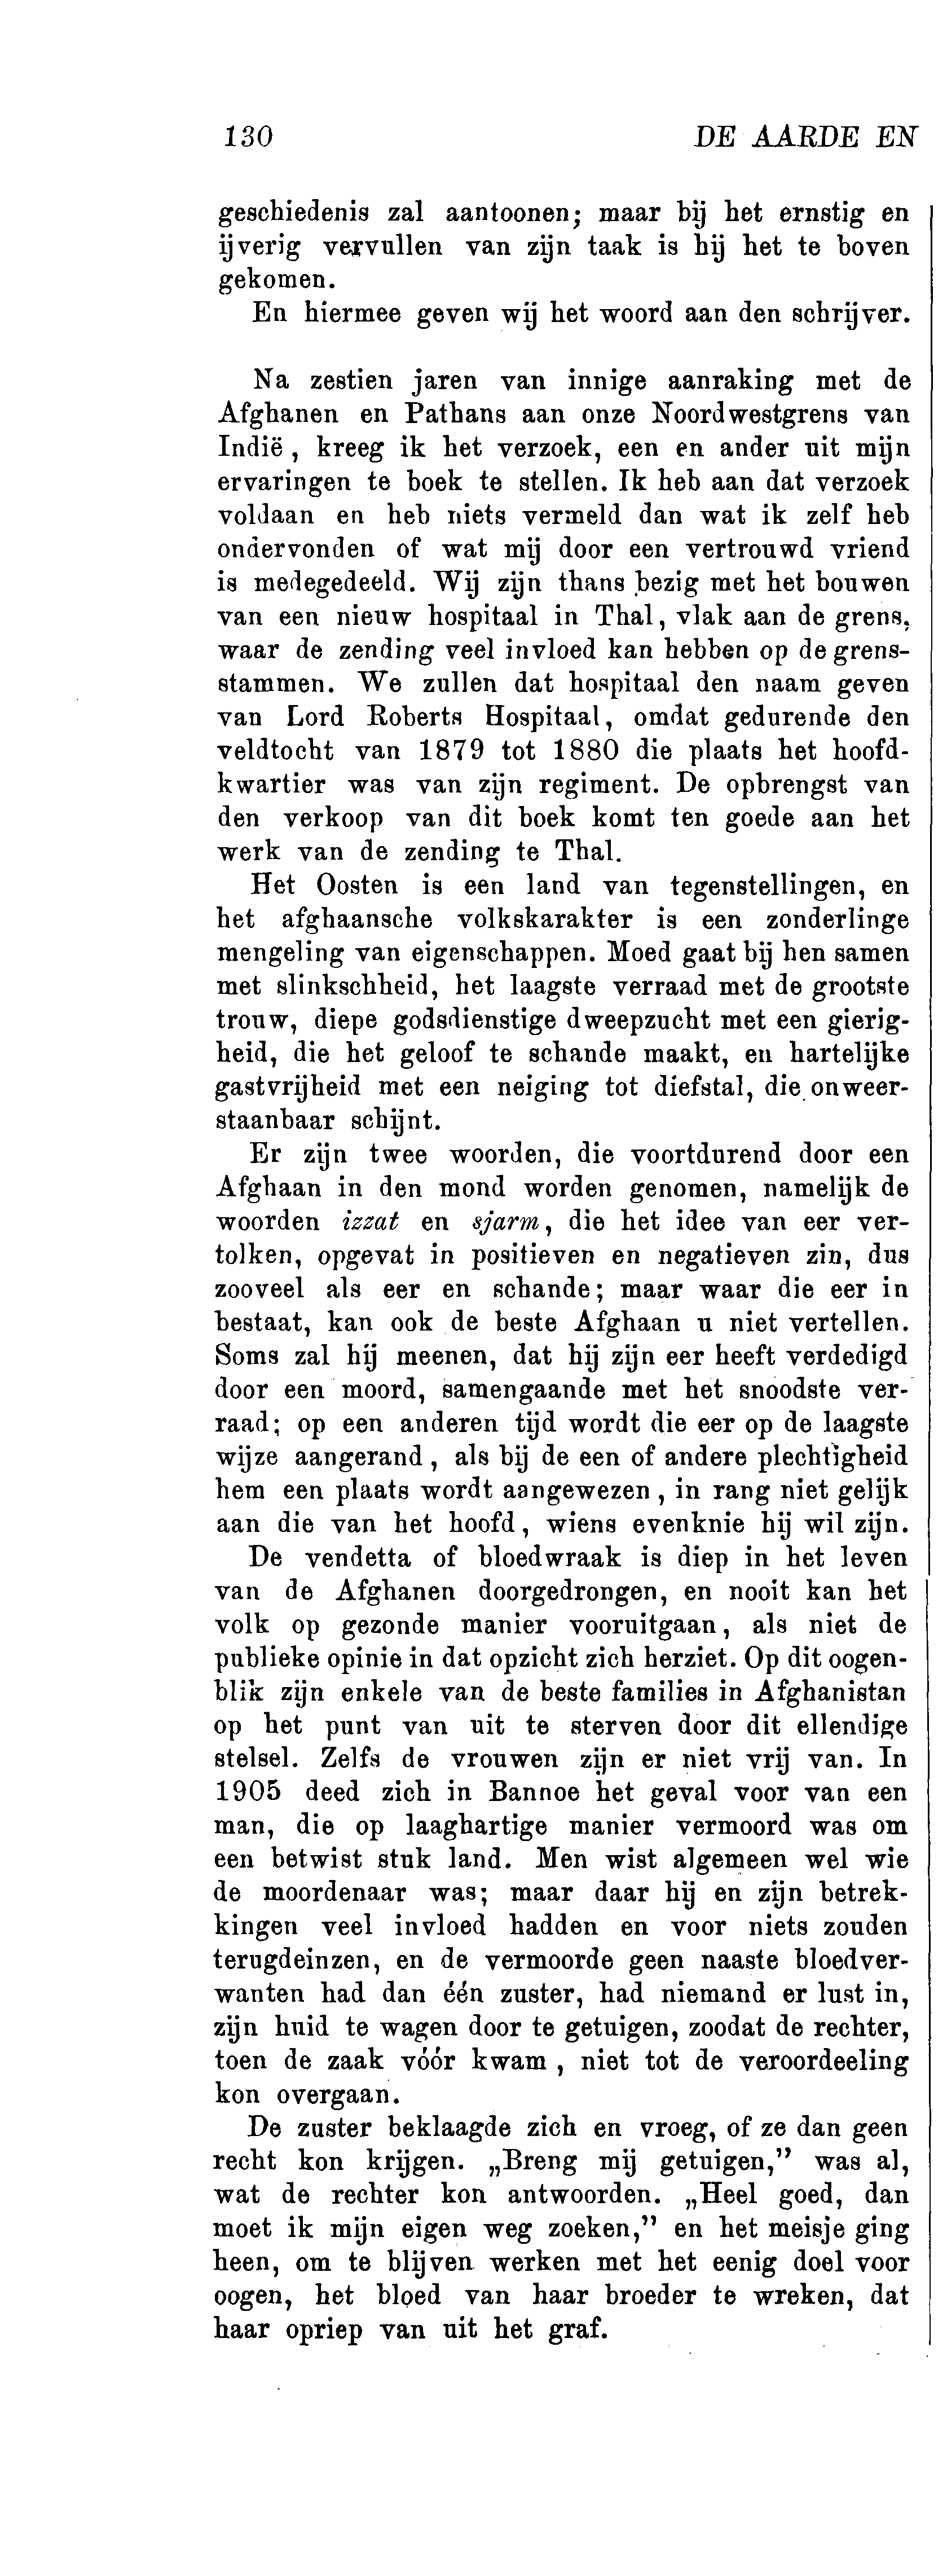 130 DE AARDE EN
geschiedenis zal aantoonen; maar bij het ernstig en
ijverig vervullen van zijn taak is hij het te boven
gekomen.
En hiermee geven wij het woord aan den schrijver.
Na zestien jaren van innige aanraking met de
Afghanen en Pathans aan onze Noordwestgrens van
Indië, kreeg ik het verzoek, een en ander uit mijn
ervaringen te boek te stellen. Ik heb aan dat verzoek
voldaan en heb niets vermeld dan wat ik zelf heb
ondervonden of wat mij door een vertrouwd vriend
is medegedeeld. Wij zijn thans bezig met het bouwen
van een nieuw hospitaal in Thal, vlak aan de grens,
waar de zending veel invloed kan hebben op de grens-
stammen. We zullen dat hospitaal den naam geven
van Lord Roberts Hospitaal, omdat gedurende den
veldtocht van 1879 tot 1880 die plaats het hoofd-
kwartier was van zijn regiment. De opbrengst van
den verkoop van dit boek komt ten goede aan het
werk van de zending te Thal.
Het Oosten is een land van tegenstellingen, en
het afghaansche volkskarakter is een zonderlinge
mengeling van eigenschappen. Moed gaat bij hen samen
met slinkschheid, het laagste verraad met de grootste
trouw, diepe godsdienstige dweepzucht met een gierig-
heid, die het geloof te schande maakt, en hartelijke
gastvrijheid met een neiging tot diefstal, die onweer-
staanbaar schijnt.
Er zijn twee woorden, die voortdurend door een
Afghaan in den mond worden genomen, namelijk de
woorden izzat en sjarm, die het idee van eer ver-
tolken, opgevat in positieven en negatieven zin, dus
zooveel als eer en schande; maar waar die eer in
bestaat, kan ook de beste Afghaan u niet vertellen.
Soms zal hij meenen, dat hij zijn eer heeft verdedigd
door een moord, samengaande met het snoodste ver-
raad; op een anderen tijd wordt die eer op de laagste
wijze aangerand, als bij de een of andere plechtigheid
hem een plaats wordt aangewezen, in rang niet gelijk
aan die van het hoofd, wiens evenknie hij wil zijn.
De vendetta of bloedwraak is diep in het leven
van de Afghanen doorgedrongen, en nooit kan het
volk op gezonde manier vooruitgaan, als niet de
publieke opinie in dat opzicht zich herziet. Op dit oogen-
blik zijn enkele van de beste families in Afghanistan
op het punt van uit te sterven door dit ellendige
stelsel. Zelfs de vrouwen zijn er niet vrij van. In
1905 deed zich in Bannoe het geval voor van een
man, die op laaghartige manier vermoord was om
een betwist stuk land. Men wist algemeen wel wie
de moordenaar was; maar daar hij en zijn betrek-
kingen veel invloed hadden en voor niets zouden
terugdeinzen, en de vermoorde geen naaste bloedver-
wanten had dan één zuster, had niemand er lust in,
zijn huid te wagen door te getuigen, zoodat de rechter,
toen de zaak vóór kwam, niet tot de veroordeeling
kon overgaan.
De zuster beklaagde zich en vroeg, of ze dan geen
recht kon krijgen. „Breng mij getuigen,” was al,
wat de rechter kon antwoorden. „Heel goed, dan
moet ik mijn eigen weg zoeken,” en het meisje ging
heen, om te blijven werken met het eenig doel voor
oogen, het bloed van haar broeder te wreken, dat
haar opriep van uit het graf.